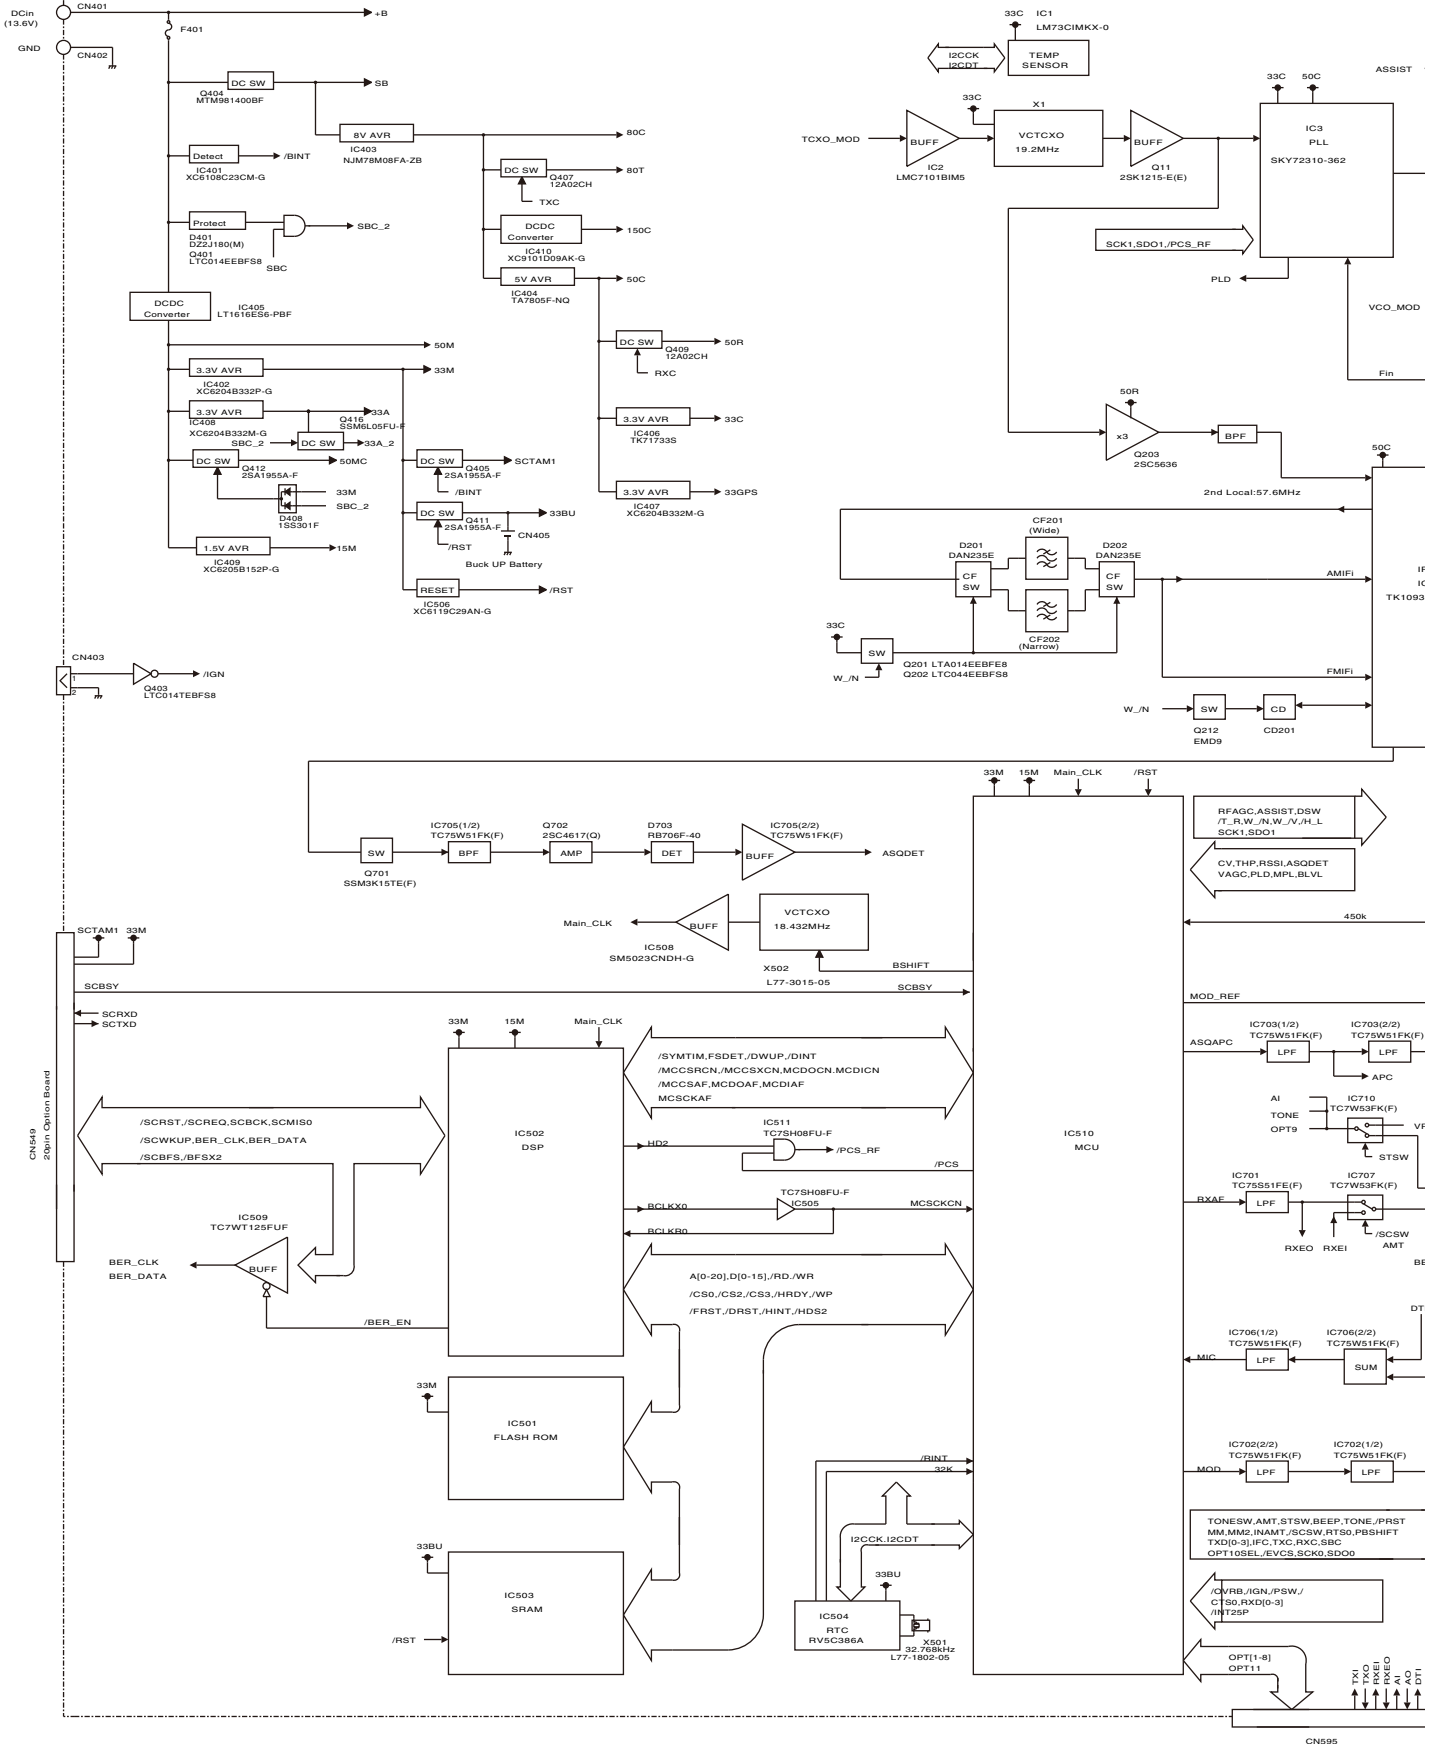 DCin
(13.6V)
CN401
+B
F401
GND
CN402
DC SW
SB
Q404
MTM981400BF
8V AVR
80C
IC403
NJM78M08FA-ZB
Detect
/BINT
IC401
XC6108C23CM-G
DC SW
Q407
12A02CH
80T
TXC
Protect
SBC_2
D401
DZ2J180(M)
Q401
LTC014EEBFS8
SBC
DCDC
Converter
150C
IC410
XC9101D09AK-G
5V AVR
50C
IC404
TA7805F-NQ
DCDC
Converter
IC405
LT1616ES6-PBF
50M
3.3V AVR
33M
IC402
XC6204B332P-G
3.3V AVR
33A
IC408
XC6204B332M-G
Q416
SSM6L05FU-F
SBC_2
DC SW
33A_2
DC SW
50MC
Q412
2SA1955A-F
33M
SBC_2
D408
1SS301F
1.5V AVR
15M
IC409
XC6205B152P-G
DC SW
Q405
2SA1955A-F
SCTAM1
/BINT
DC SW
Q411
2SA1955A-F
33BU
/RST
CN405
Buck UP Battery
RESET
/RST
IC506
XC6119C29AN-G
DC SW
Q409
12A02CH
50R
RXC
3.3V AVR
33C
IC406
TK71733S
3.3V AVR
33GPS
IC407
XC6204B332M-G
33C
IC1
LM73CIMKX-0
I2CCK
I2CDT
TEMP
SENSOR
ASSIST
TCXO_MOD
BUFF
IC2
LMC7101BIM5
33C
X1
VCTCXO
19.2MHz
BUFF
Q11
2SK1215-E(E)
33C
50C
IC3
PLL
SKY72310-362
SCK1,SDO1,/PCS_RF
PLD
VCO_MOD
Fin
50R
x3
Q203
2SC5636
BPF
50C
2nd Local:57.6MHz
CF201
(Wide)
D201
DAN235E
D202
DAN235E
CF
SW
CF
SW
CF202
(Narrow)
AMIFi
TK1093
33C
SW
W_/N
Q201 LTA014EEBFE8
Q202 LTC044EEBFS8
FMIFi
W_/N
SW
CD
Q212
EMD9
CD201
CN403
1
2
Q403
LTC014TEBFS8
/IGN
SW
Q701
SSM3K15TE(F)
IC705(1/2)
TC75W51FK(F)
BPF
Q702
2SC4617(Q)
AMP
D703
RB706F-40
DET
IC705(2/2)
TC75W51FK(F)
BUFF
ASQDET
33M
15M
Main_CLK
/RST
RFAGC,ASSIST,DSW
/T_R,W_/N,W_/V,/H_L
SCK1,SDO1
CV,THP,RSSI,ASQDET
VAGC,PLD,MPL,BLVL
450k
Main_CLK
BUFF
IC508
SM5023CNDH-G
VCTCXO
18.432MHz
X502
L77-3015-05
BSHIFT
SCTAM1
33M
SCBSY
SCBSY
SCRXD
SCTXD
CN549
20pin Option Board
MOD_REF
33M
15M
Main_CLK
IC502
DSP
/SYMTIM,FSDET,/DWUP,/DINT
/MCCSRCN,/MCCSXCN,MCDOCN.MCDICN
/MCCSAF,MCDOAF,MCDIAF
MCSCKAF
/SCRST,/SCREQ,SCBCK,SCMIS0
/SCWKUP,BER_CLK,BER_DATA
/SCBFS,/BFSX2
HD2
IC511
TC7SH08FU-F
/PCS_RF
/PCS
BCLKX0
TC7SH08FU-F
IC505
MCSCKCN
BCLKR0
IC510
MCU
IC509
TC7WT125FUF
BUFF
BER_CLK
BER_DATA
/BER_EN
A[0-20],D[0-15],/RD./WR
/CS0,/CS2,/CS3,/HRDY,/WP
/FRST,/DRST,/HINT,/HDS2
33M
IC501
FLASH ROM
33BU
IC503
SRAM
/RST
/RINT
32K
I2CCK.I2CDT
33BU
IC504
RTC
RV5C386A
X501
32.768kHz
L77-1802-05
ASQAPC
IC703(1/2)
TC75W51FK(F)
LPF
IC703(2/2)
TC75W51FK(F)
LPF
APC
AI
TONE
OPT9
IC710
TC7W53FK(F)
STSW
RXAF
IC701
TC75S51FE(F)
LPF
IC707
TC7W53FK(F)
RXEO
RXEI
/SCSW
AMT
IC706(1/2)
TC75W51FK(F)
MIC
LPF
IC706(2/2)
TC75W51FK(F)
SUM
IC702(2/2)
TC75W51FK(F)
MOD
LPF
IC702(1/2)
TC75W51FK(F)
LPF
TONESW,AMT,STSW,BEEP,TONE,/PRST
MM,MM2,INAMT,/SCSW,RTS0,PBSHIFT
TXD[0-3],IFC,TXC,RXC,SBC
OPT10SEL,/EVCS,SCK0,SDO0
/OVRB,/IGN,/PSW,/
CTS0,RXD[0-3]
/INT25P
OPT[1-8]
OPT11
TXI
TXO
RXEI
RXEO
AI
AO
DTI
CN595